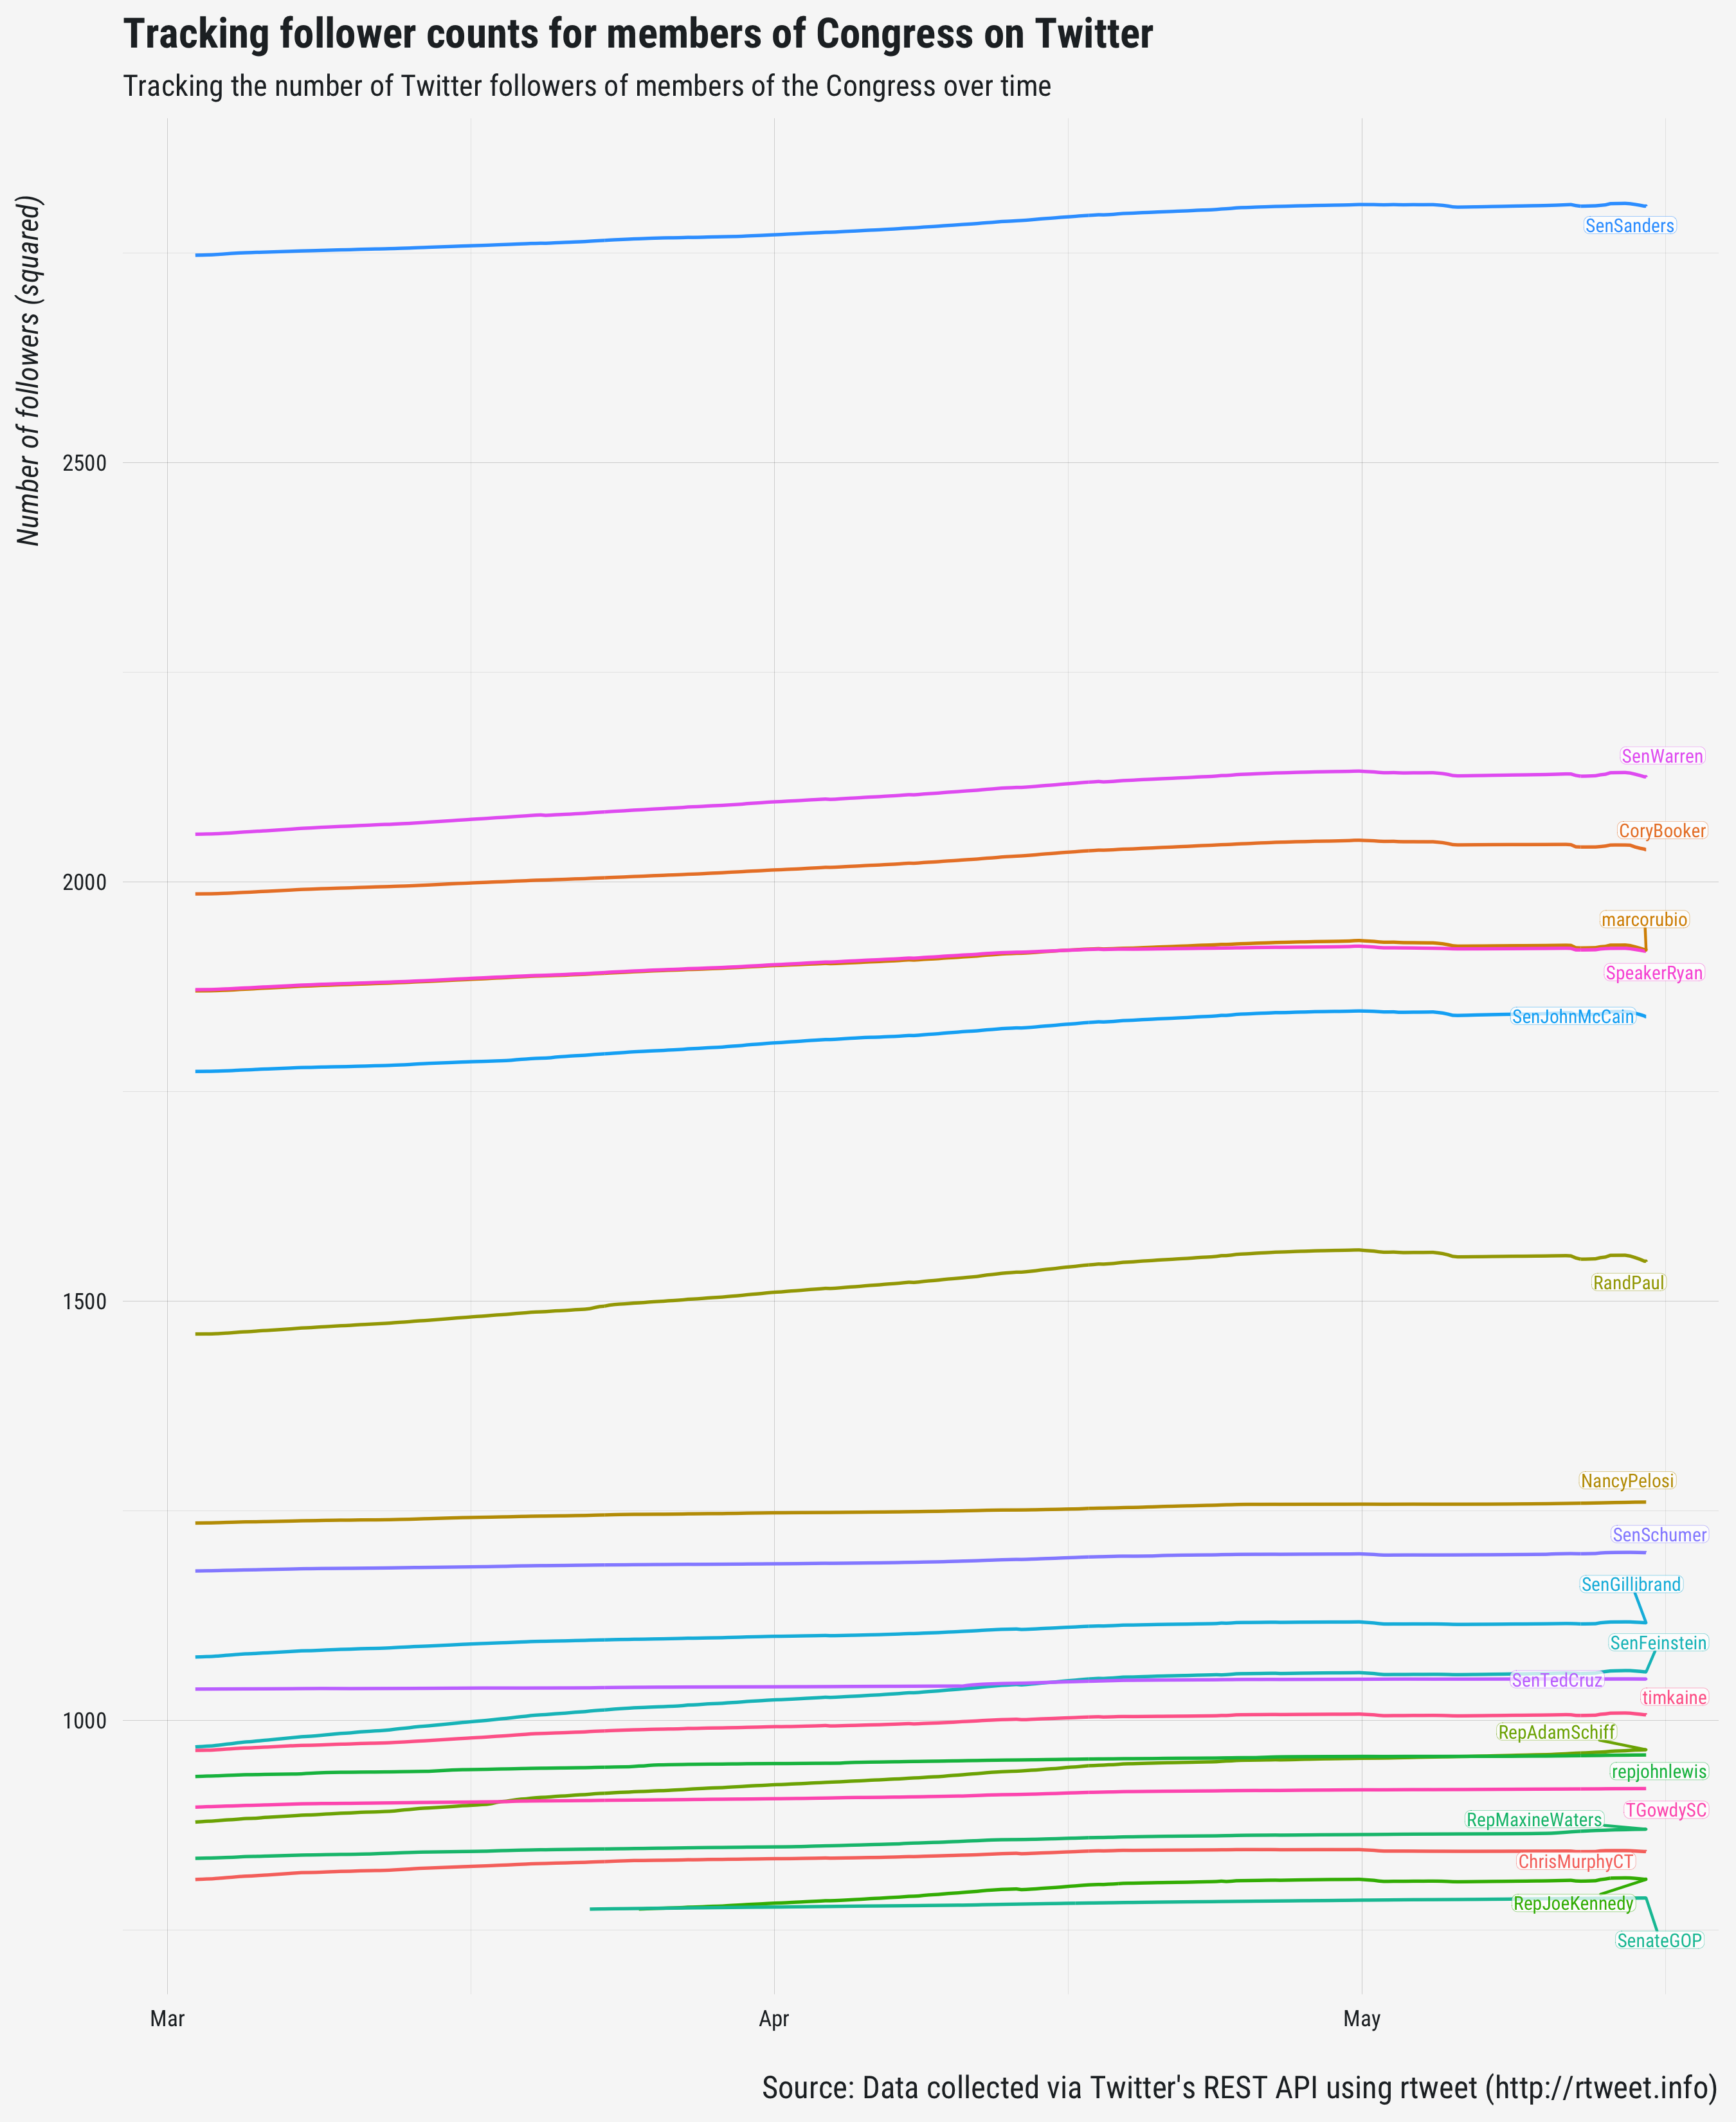 Tracking follower counts for members of Congress on Twitter
Tracking the number of Twitter followers of members of the Congress over time
Number of followers (squared)
2500
2000
1500
1000
SenSanders
SenWarren
CoryBooker
marcorubio
SpeakerRyan
SenJohnMcCain
RandPaul
NancyPelosi
SenSchumer
SenGillibrand
SenFeinstein
SenTedCruz
timkaine
RepAdamSchiff
repjohnlewis
TGowdySC
RepMaxineWaters
ChrisMurphyCT
RepJoeKennedy
SenateGOP
Mar
Apr
May
Source: Data collected via Twitter's REST API using rtweet (http://rtweet.info)